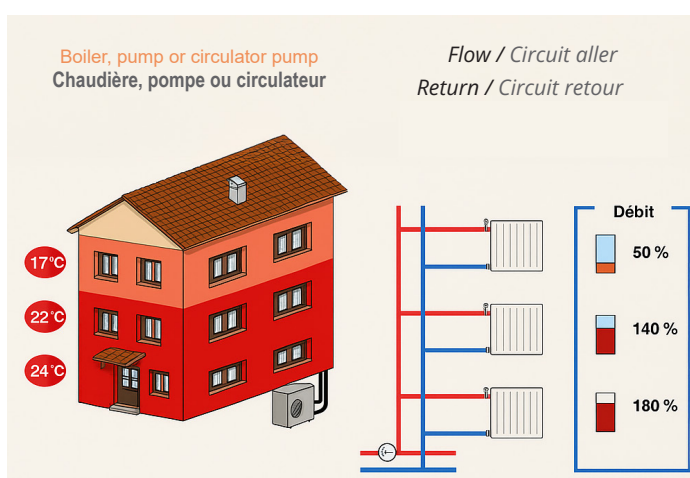 Boiler, pump or circulator pump
Chaudière, pompe ou circulateur
Flow / Circuit aller
Return / Circuit retour
17°C
22°C
24°C
Débit
50 %
140 %
180 %